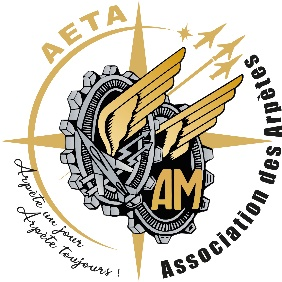 AETA
AM
Association des Arpètes
Arpète un jour
Arpète toujours !